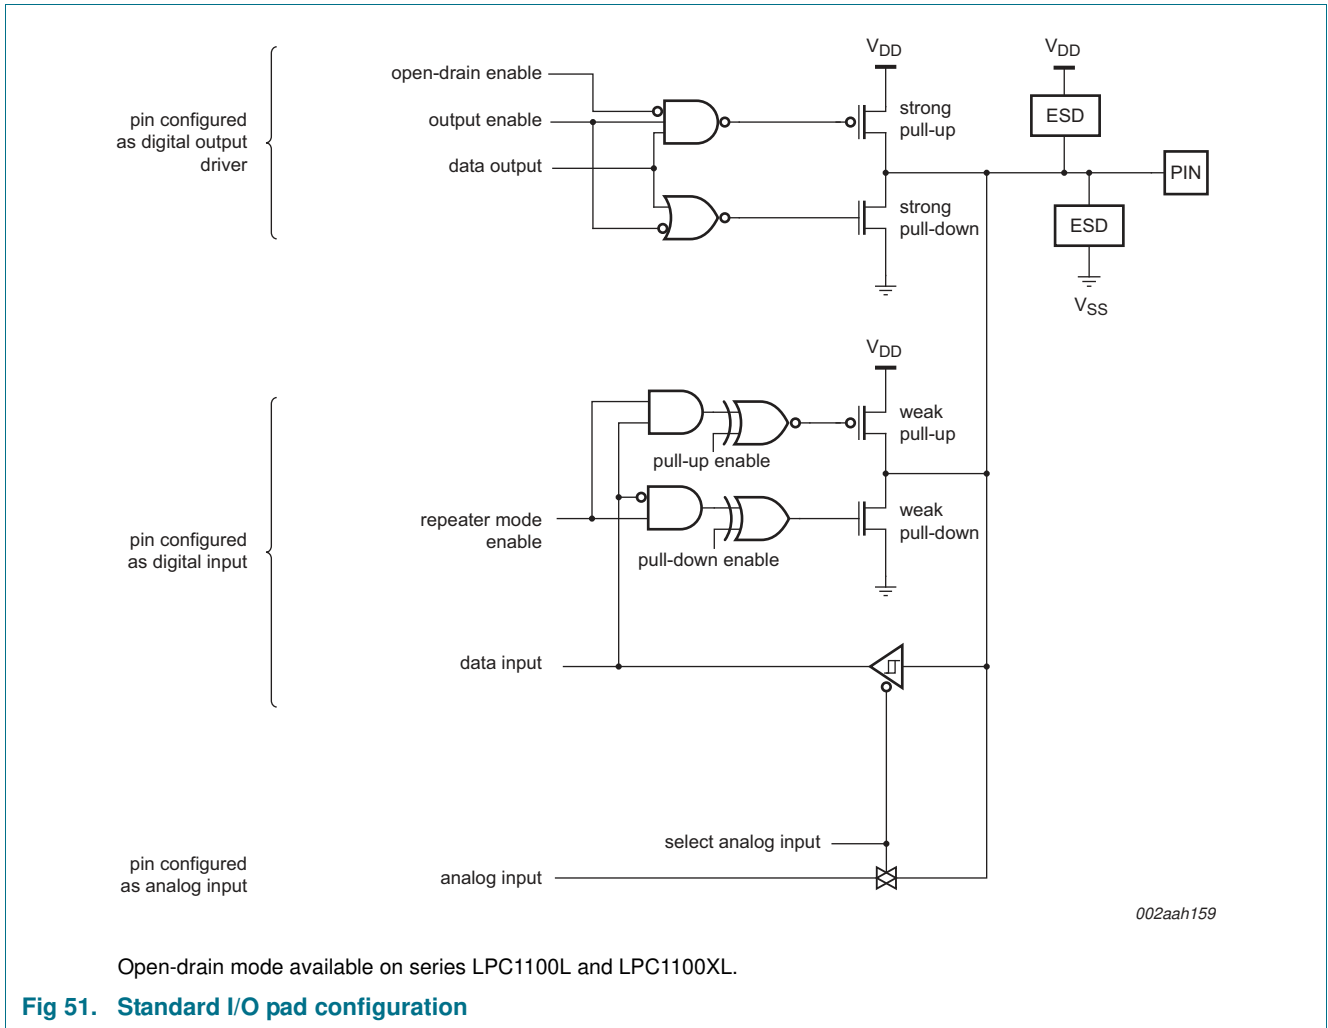 VDD
VDD
open-drain enable
strong
pull-up
ESD
pin configured
as digital output
driver
output enable
data output
PIN
strong
pull-down
ESD
VSS
VDD
weak
pull-up
pull-up enable
repeater mode
enable
weak
pull-down
pin configured
as digital input
pull-down enable
data input
select analog input
pin configured
as analog input
analog input
002aah159
Open-drain mode available on series LPC1100L and LPC1100XL.
Fig 51. Standard I/O pad configuration